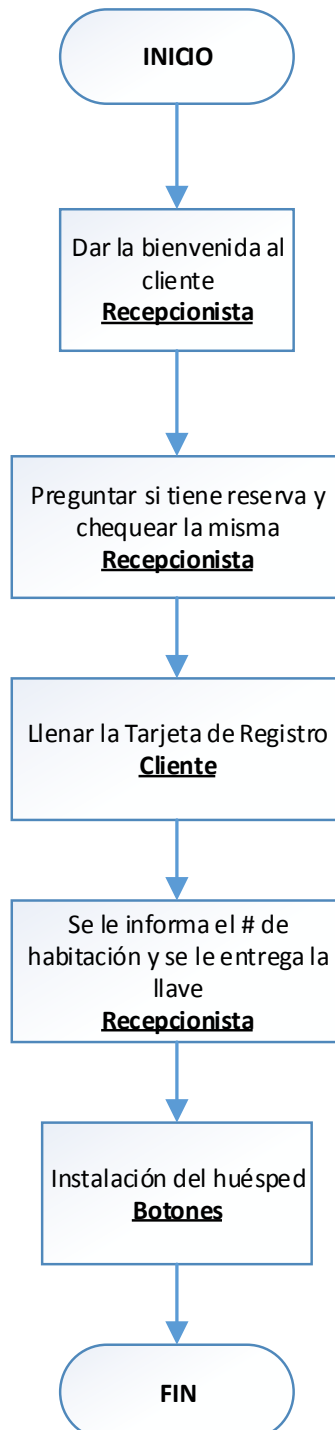 INICIO
Dar la bienvenida al
cliente
Recepcionista
Preguntar si tiene reserva y
chequear la misma
Recepcionista
Llenar la Tarjeta de Registro
Cliente
Se le informa el # de
habitación y se le entrega la
llave
Recepcionista
Instalación del huésped
Botones
FIN